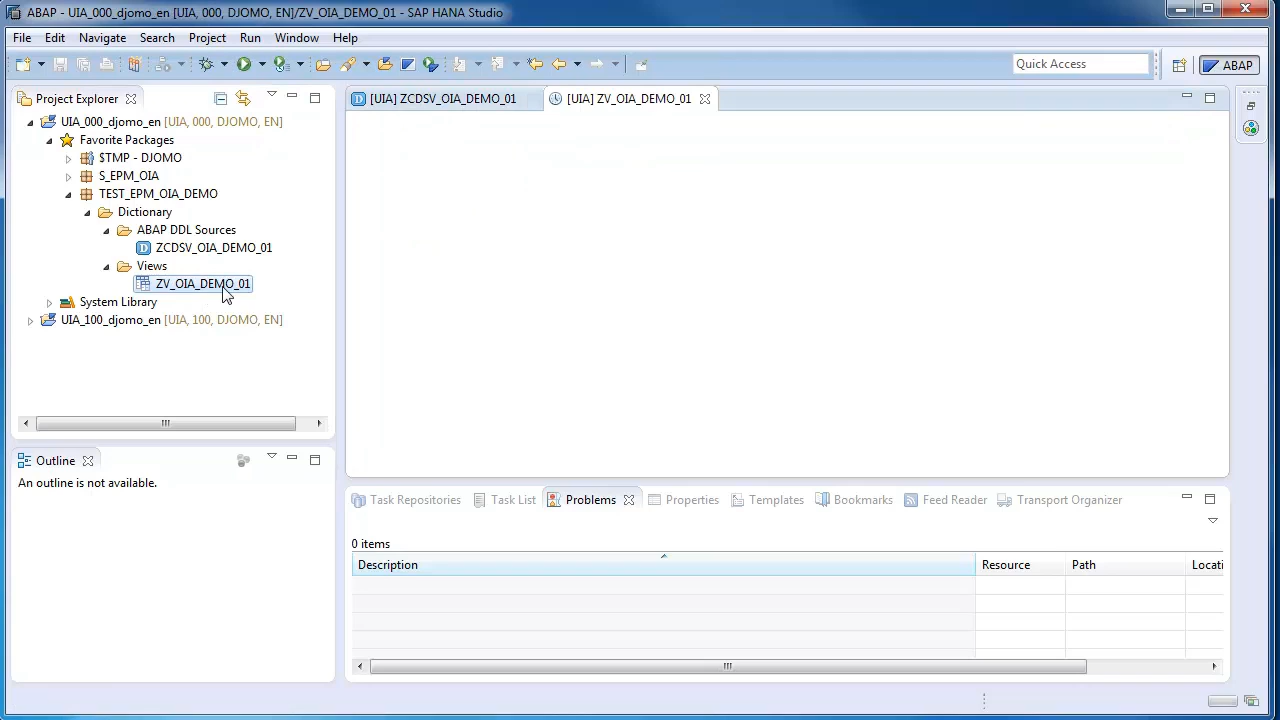 ABAP - UIA_000_djomo_en [UIA, 000, DJOMO, EN]/ZV_OIA_DEMO_01 - SAP HANA Studio
File Edit Navigate Search Project Run Window Help
Quick Access
ABAP
Project Explorer
UIA_000_djomo_en [UIA, 000, DJOMO, EN]
Favorite Packages
$TMP - DJOMO
S_EPM_OIA
TEST_EPM_OIA_DEMO
Dictionary
ABAP DDL Sources
ZCDSV_OIA_DEMO_01
Views
ZV_OIA_DEMO_01
System Library
UIA_100_djomo_en [UIA, 100, DJOMO, EN]
[UIA] ZCDSV_OIA_DEMO_01
[UIA] ZV_OIA_DEMO_01
Outline
An outline is not available.
Task Repositories Task List Problems Properties Templates Bookmarks Feed Reader Transport Organizer
0 items
Description Resource Path Locati